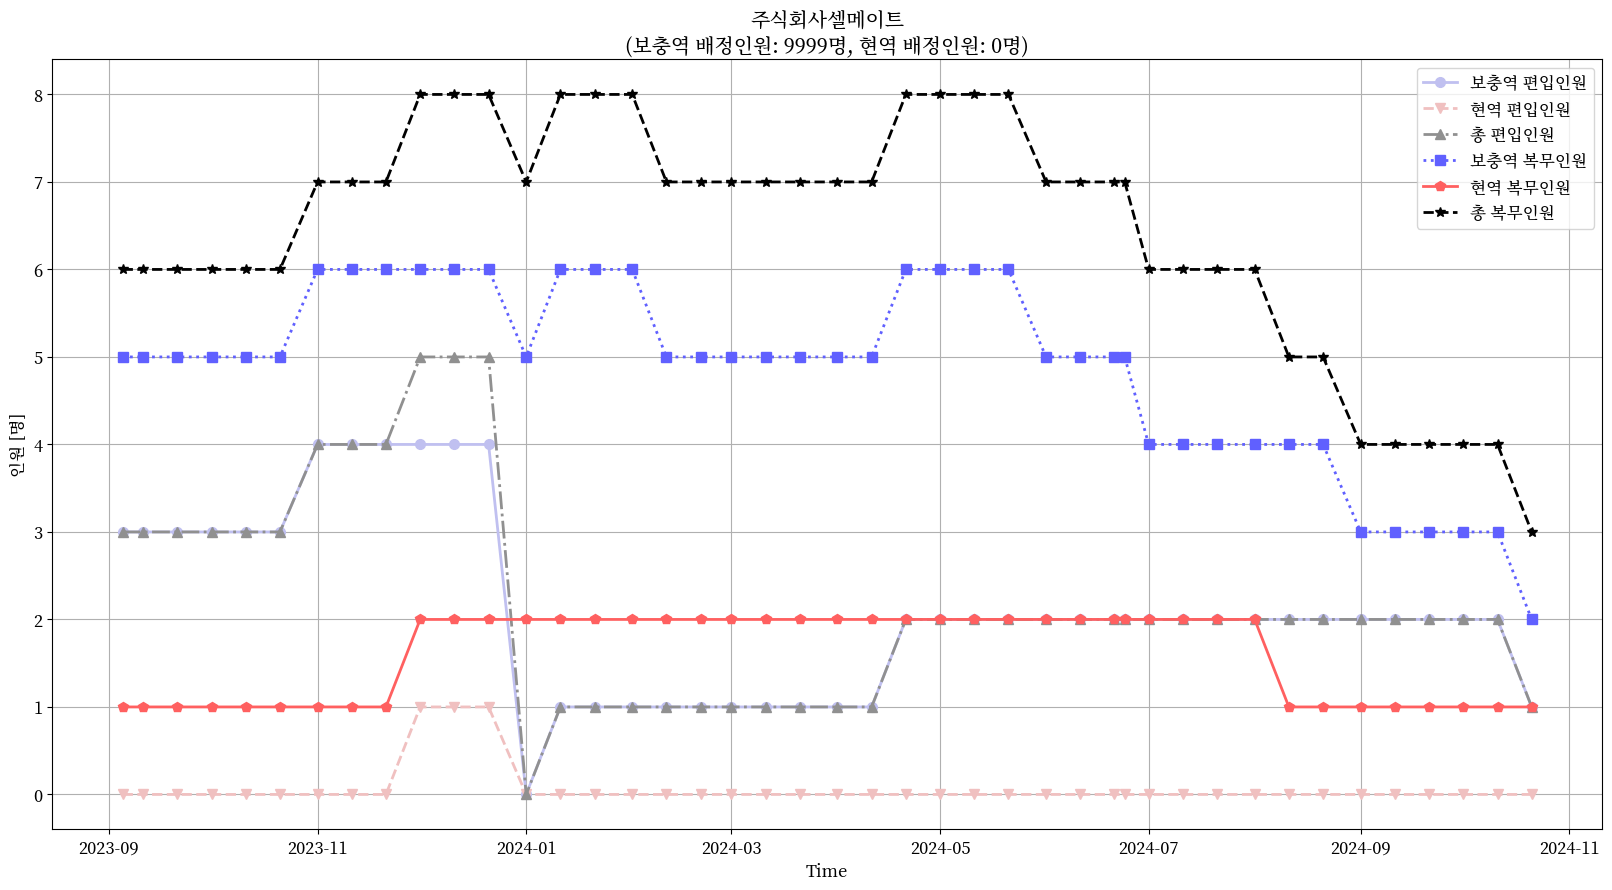 주식회사셀메이트
(보충역 배정인원: 9999명, 현역 배정인원: 0명)
보충역 편입인원
현역 편입인원
총 편입인원
보충역 복무인원
현역 복무인원
총 복무인원
8
7
6
5
4
3
2
1
0
인원 [명]
2023-09
2023-11
2024-01
2024-03
2024-05
2024-07
2024-09
2024-11
Time